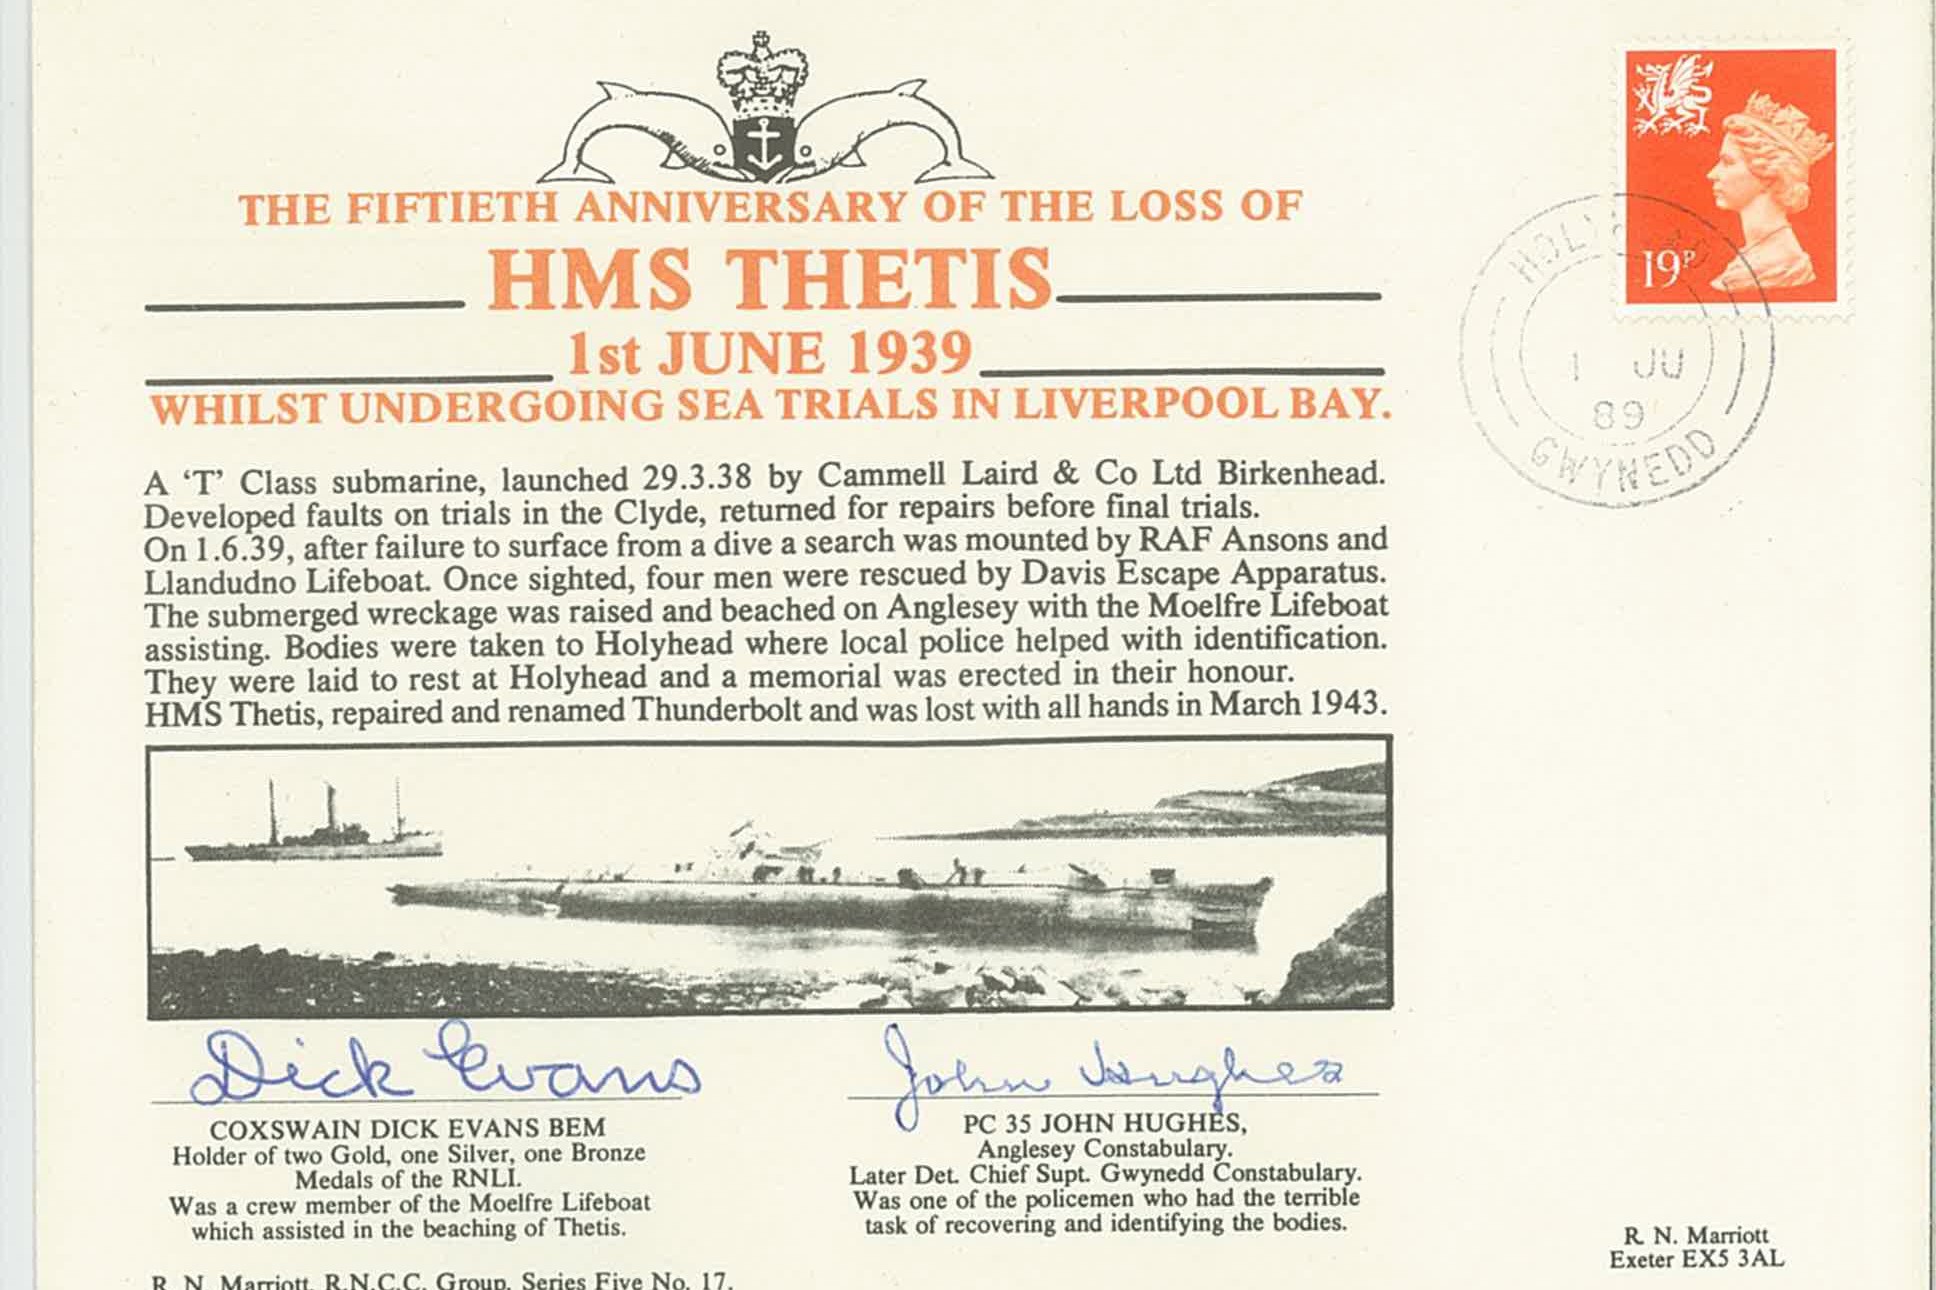 THE FIFTIETH ANNIVERSARY OF THE LOSS OF
HMS THETIS
1st JUNE 1939
WHILST UNDERGOING SEA TRIALS IN LIVERPOOL BAY.
A ‘T’ Class submarine, launched 29.3.38 by Cammell Laird & Co Ltd Birkenhead.
Developed faults on trials in the Clyde, returned for repairs before final trials.
On 1.6.39, after failure to surface from a dive a search was mounted by RAF Ansons and
Llandudno Lifeboat. Once sighted, four men were rescued by Davis Escape Apparatus.
The submerged wreckage was raised and beached on Anglesey with the Moelfre Lifeboat
assisting. Bodies were taken to Holyhead where local police helped with identification.
They were laid to rest at Holyhead and a memorial was erected in their honour.
HMS Thetis, repaired and renamed Thunderbolt and was lost with all hands in March 1943.
19P
1 JU
89
GWYNEDD
Dick Evans
COXSWAIN DICK EVANS BEM
Holder of two Gold, one Silver, one Bronze
Medals of the RNLI.
Was a crew member of the Moelfre Lifeboat
which assisted in the beaching of Thetis.
John Hughes
PC 35 JOHN HUGHES,
Anglesey Constabulary.
Later Det. Chief Supt. Gwynedd Constabulary.
Was one of the policemen who had the terrible
task of recovering and identifying the bodies.
R. N. Marriott
Exeter EX5 3AL
R. N. Marriott, R.N.C.C. Group, Series Five No. 17.